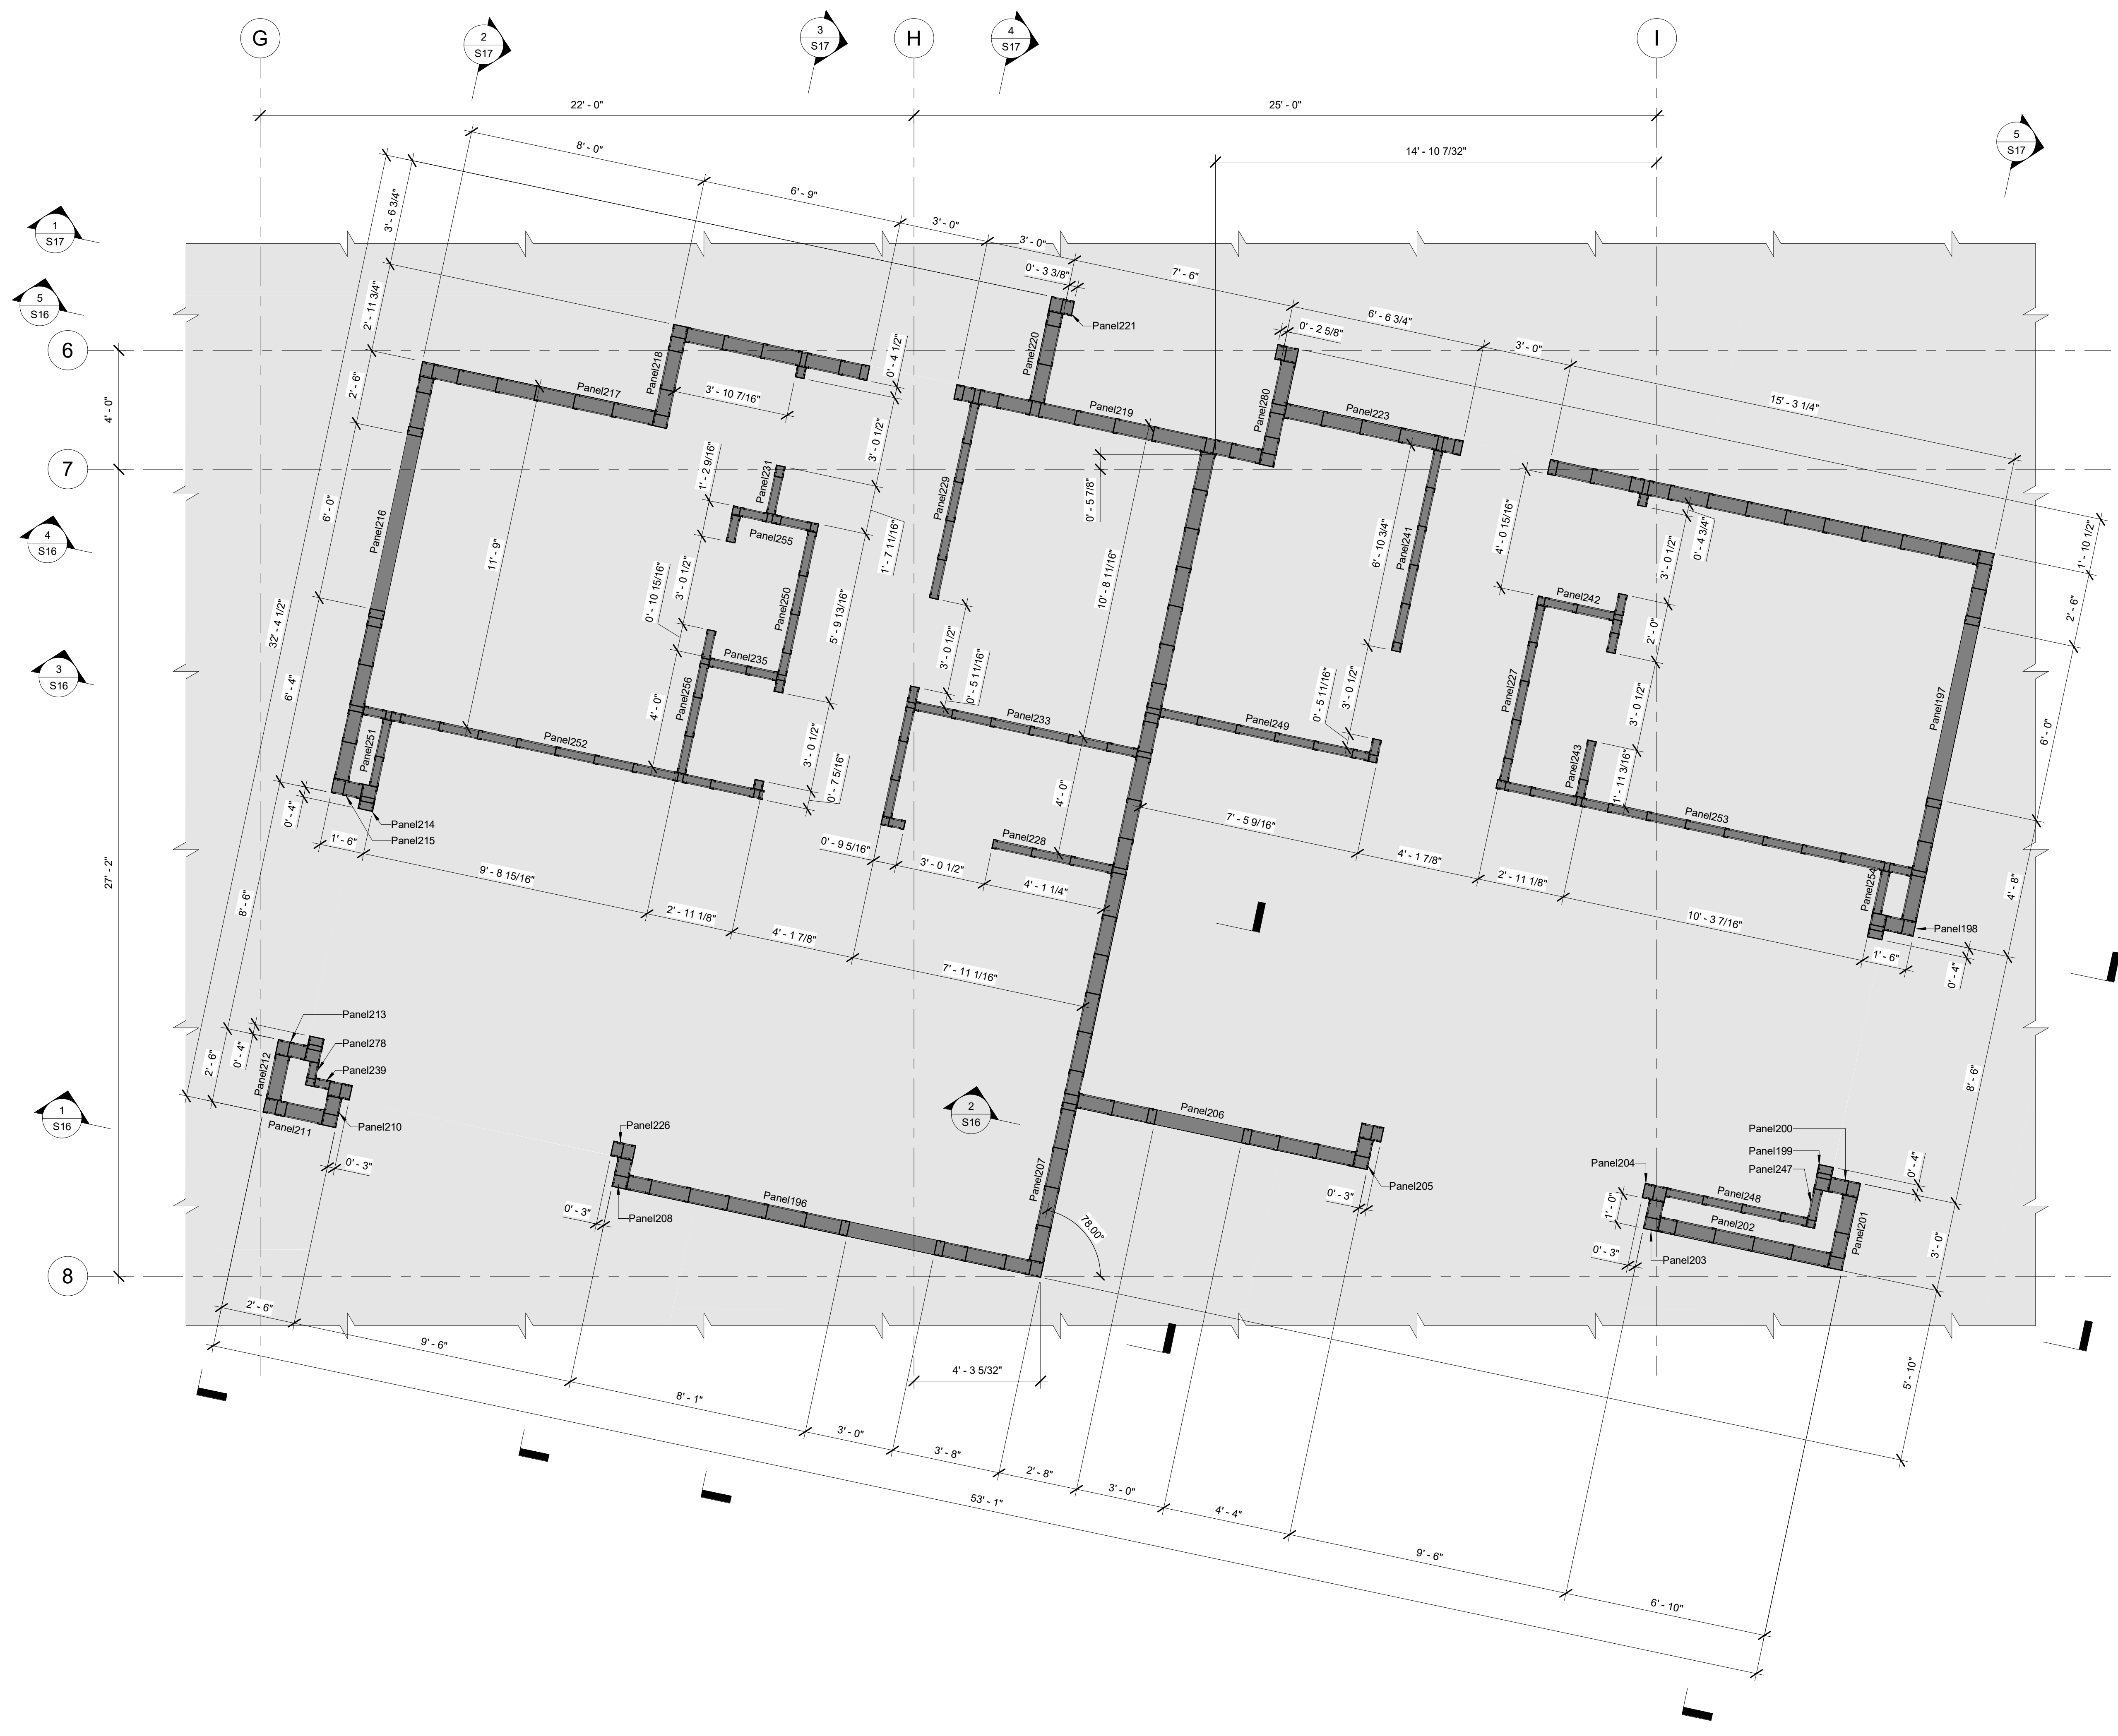 G
2
S17
3
S17
H
4
S17
I
22' - 0"
25' - 0"
5
S17
8' - 0"
14' - 10 7/32"
6' - 9"
3' - 6 3/4"
3' - 0"
1
S17
3' - 0"
0' - 3 3/8"
7' - 6"
5
S16
2' - 11 3/4"
6' - 6 3/4"
0' - 2 5/8"
Panel221
6
3' - 0"
0' - 4 1/2"
Panel220
Panel218
2' - 6"
Panel217
3' - 10 7/16"
4' - 0"
15' - 3 1/4"
Panel280
Panel219
Panel223
3' - 0 1/2"
7
1' - 2 9/16"
Panel231
Panel229
0' - 5 7/8"
6' - 0"
Panel216
4
S16
11' - 9"
Panel255
1' - 7 11/16"
6' - 10 3/4"
Panel241
4' - 0 15/16"
0' - 4 3/4"
3' - 0 1/2"
1' - 10 1/2"
10' - 8 11/16"
0' - 10 15/16"
3' - 0 1/2"
Panel250
5' - 9 13/16"
Panel242
2' - 6"
32' - 4 1/2"
3
S16
3' - 0 1/2"
0' - 5 11/16"
2' - 0"
Panel235
6' - 4"
Panel256
4' - 0"
Panel233
Panel249
0' - 5 11/16"
3' - 0 1/2"
Panel227
3' - 0 1/2"
Panel197
6' - 0"
Panel251
Panel252
3' - 0 1/2"
0' - 7 5/16"
Panel243
1' - 11 3/16"
4' - 0"
0' - 4"
Panel214
Panel215
1' - 6"
0' - 9 5/16"
Panel228
3' - 0 1/2"
4' - 1 1/4"
7' - 5 9/16"
4' - 1 7/8"
2' - 11 1/8"
Panel253
27' - 2"
9' - 8 15/16"
8' - 6"
2' - 11 1/8"
4' - 1 7/8"
10' - 3 7/16"
Panel254
4' - 8"
Panel198
1' - 6"
0' - 4"
7' - 11 1/16"
Panel213
Panel278
Panel239
0' - 4"
2' - 6"
Panel212
Panel211
Panel210
0' - 3"
1
S16
2
S16
8' - 6"
Panel206
Panel226
Panel200
Panel199
Panel204
Panel247
0' - 4"
Panel207
Panel205
0' - 3"
Panel196
Panel208
0' - 3"
78.00°
1' - 0"
Panel248
Panel202
Panel201
0' - 3"
Panel203
3' - 0"
8
2' - 6"
9' - 6"
4' - 3 5/32"
5' - 10"
8' - 1"
3' - 0"
3' - 8"
2' - 8"
3' - 0"
4' - 4"
53' - 1"
9' - 6"
6' - 10"